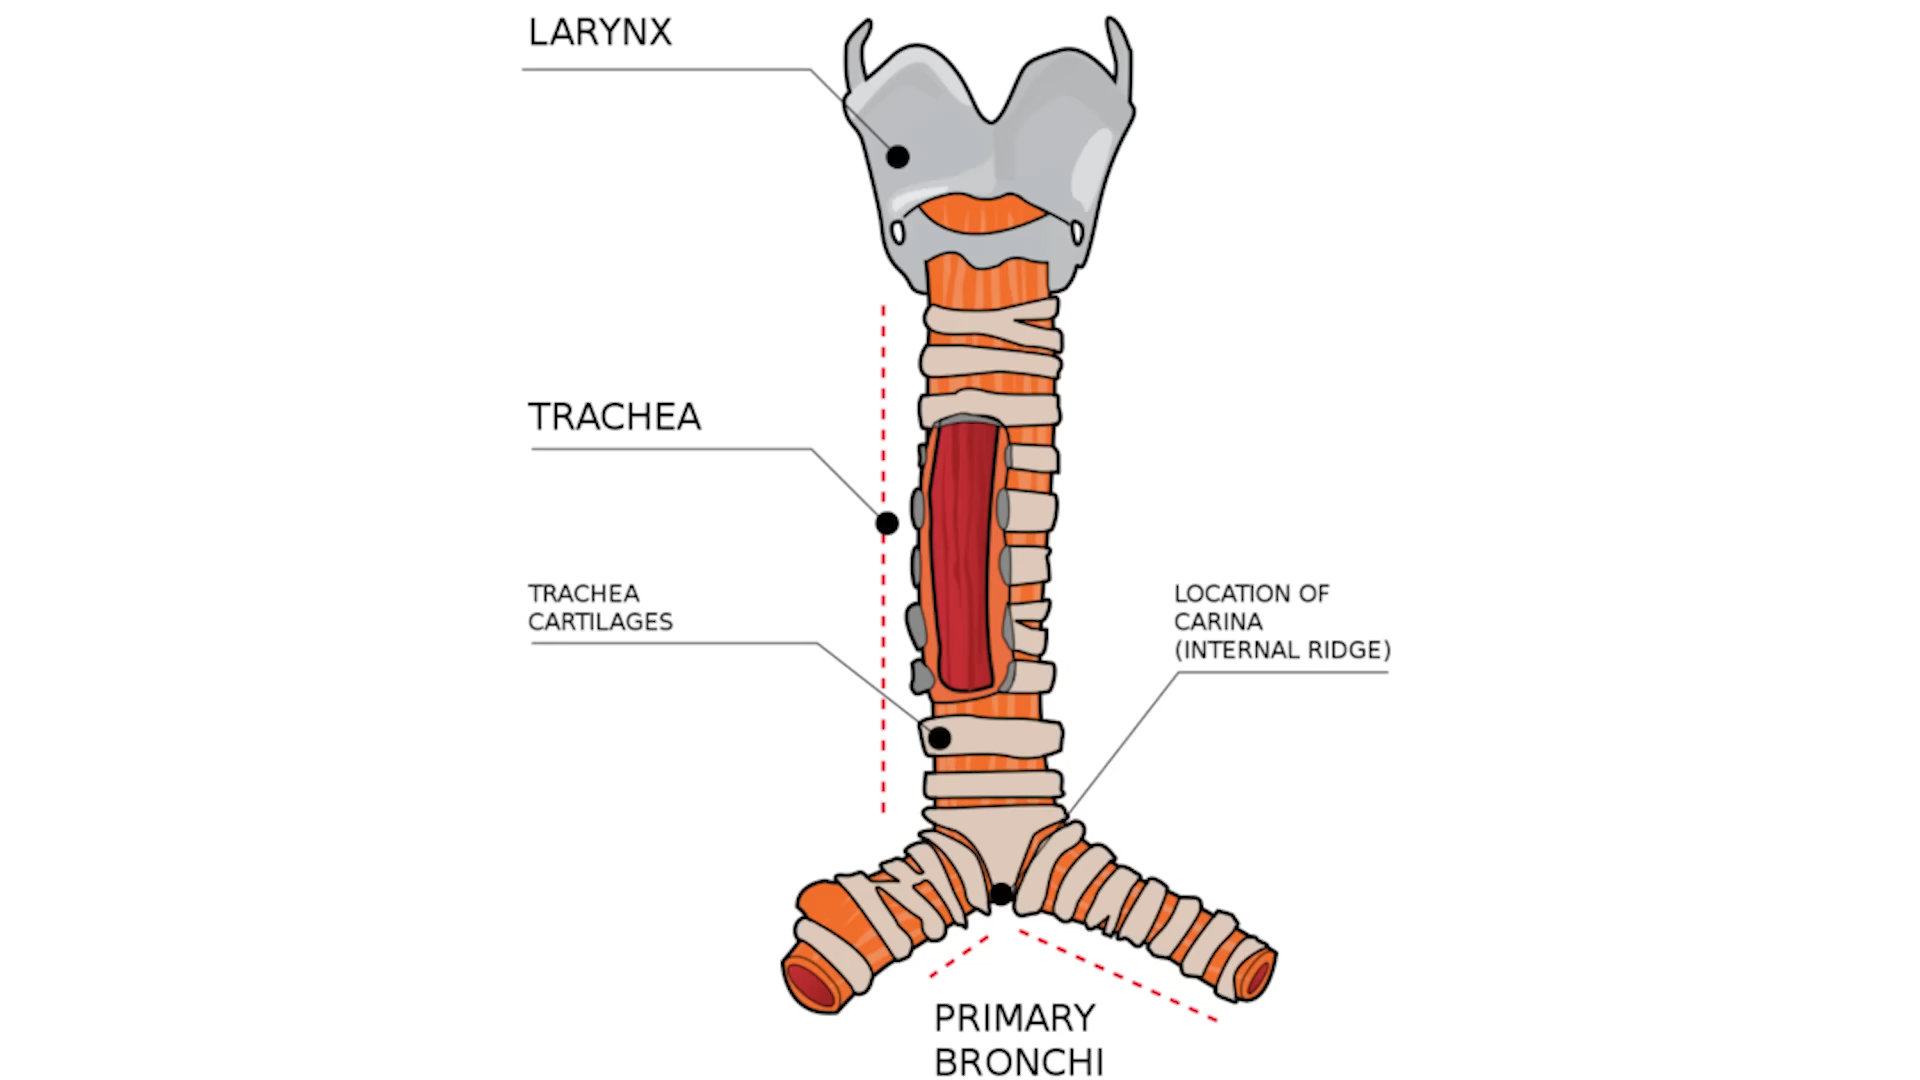 LARYNX
TRACHEA
TRACHEA
CARTILAGES
LOCATION OF
CARINA
(INTERNAL RIDGE)
PRIMARY
BRONCHI